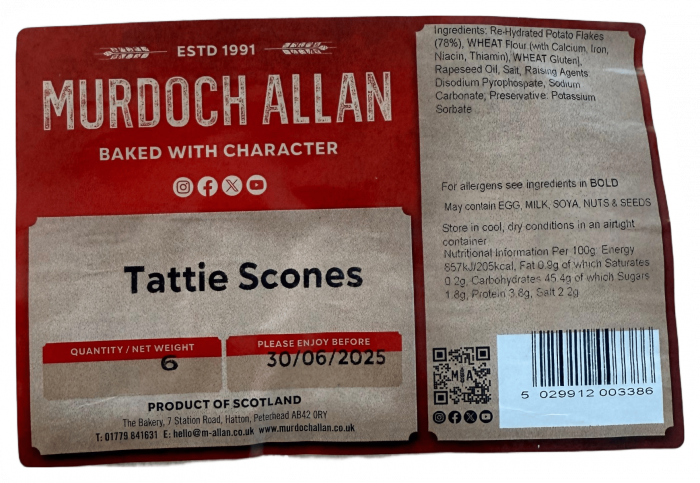 ESTD 1991
MURDOCH ALLAN
BAKED WITH CHARACTER
Tattie Scones
QUANTITY / NET WEIGHT
6
PLEASE ENJOY BEFORE
30/06/2025
PRODUCT OF SCOTLAND
The Bakery, 7 Station Road, Hatton, Peterhead AB42 0RY
T: 01779 841631 E: hello@m-allan.co.uk www.murdochallan.co.uk
Ingredients: Re-Hydrated Potato Flakes
(78%), WHEAT Flour (with Calcium, Iron,
Niacin, Thiamin), WHEAT Gluten],
Rapeseed Oil, Salt, Raising Agents
Disodium Pyrophospate, Sodium
Carbonate, Preservative: Potassium
Sorbate
For allergens see ingredients in BOLD
May contain EGG, MILK, SOYA, NUTS & SEEDS
Store in cool, dry conditions in an airtight
container
Nutritional Information Per 100g: Energy
857kJ/205kcal, Fat 0.9g of which Saturates
0.2g, Carbohydrates 45.4g of which Sugars
1.8g, Protein 3.8g, Salt 2.2g
M A
5 029912 003386